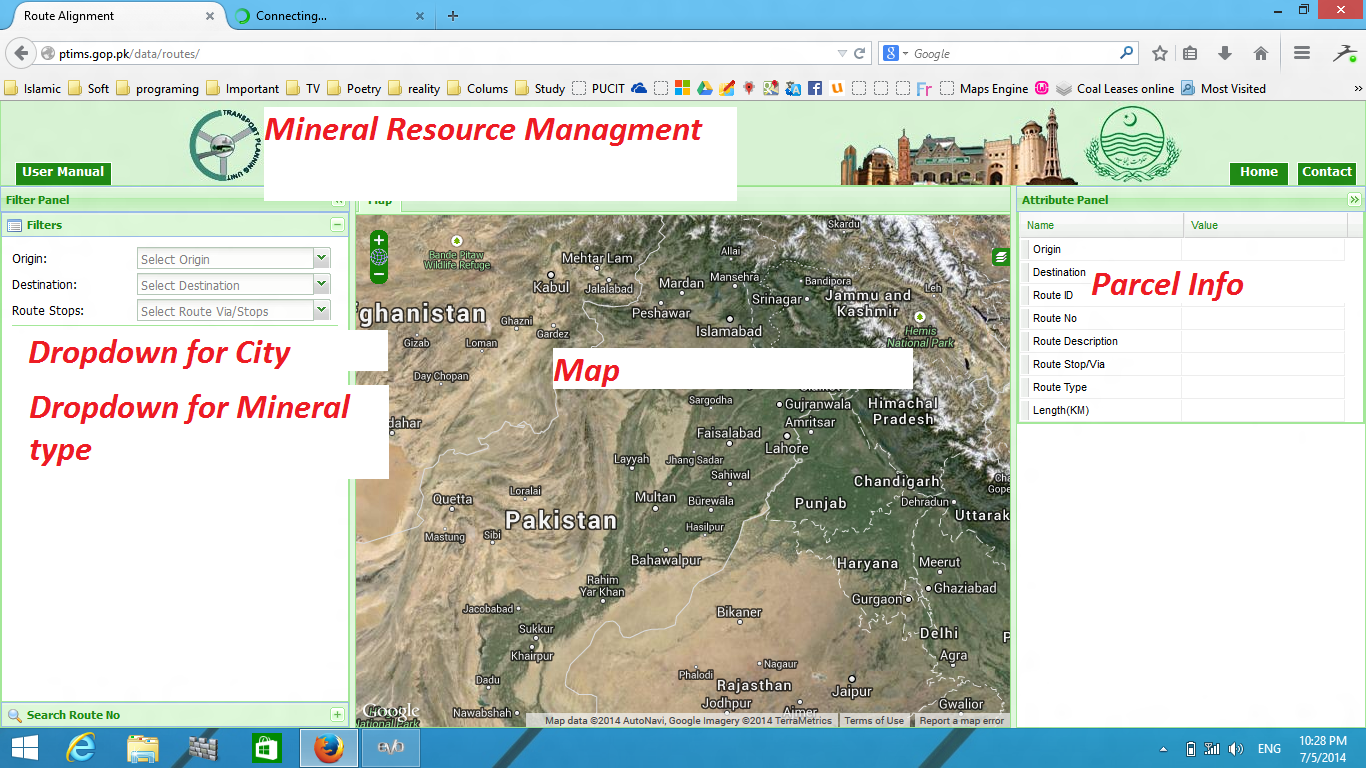 Route Alignment
Connecting...
ptims.gop.pk/data/routes/
Google
Islamic
Soft
programing
Important
TV
Poetry
reality
Colums
Study
PUCIT
Maps Engine
Coal Leases online
Most Visited
TRANSPORT PLANNING UNIT
Mineral Resource Managment
User Manual
Home
Contact
Filter Panel
Map
Attribute Panel
Filters
Name Value
Origin: Select Origin
Destination: Select Destination
Route Stops: Select Route Via/Stops
Dropdown for City
Dropdown for Mineral
type
Origin
Destination
Route ID
Route No
Route Description
Route Stop/Via
Route Type
Length(KM)
Parcel Info
Map
Skardu
Bande Pitaw
Wildlife Refuge
Mehtar Lam
Allai
Kabul
Jalalabad
Mardan
Mansehra
Bandipora
Srinagar
Jammu and
Kashmir
Leh
Peshawar
ghanistan
Ghazni
Gardez
Islamabad
Hemis
National Park
Gizab
Loman
Day Chopan
Sargodha
Gujranwala
Himachal
Pradesh
dahar
Faisalabad
Amritsar
Lahore
Layyah
Jhang Sadar
Sahiwal
Chandigarh
Quetta
Loralai
Multan
Būrewāla
Punjab
Dehradun
Uttarak
Pakistan
Mastung
Sibi
Hasilpur
Bahawalpur
Haryana
Meerut
Rahim
Yar Khan
Ghaziabad
Gurgaon
Jacobabad
Bikaner
Sukkur
Delhi
Khairpur
Agra
Nagaur
Phalodi
Dadu
Rajasthan
Jaipur
Jodhpur
Ajmer
Gwalior
Nawabshah
Google
National Park
Map data ©2014 AutoNavi, Google Imagery ©2014 TerraMetrics
Terms of Use
Report a map error
Search Route No
ENG
10:28 PM
7/5/2014